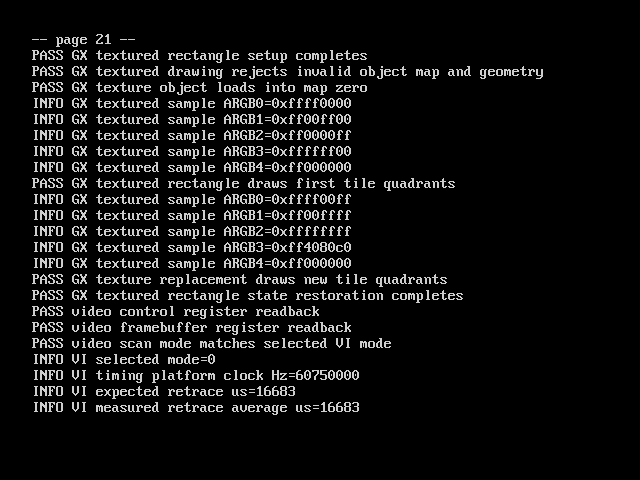 -- page 21 --
PASS GX textured rectangle setup completes
PASS GX textured drawing rejects invalid object map and geometry
PASS GX texture object loads into map zero
INFO GX textured sample ARGB0=0xffff0000
INFO GX textured sample ARGB1=0xff00ff00
INFO GX textured sample ARGB2=0xff0000ff
INFO GX textured sample ARGB3=0xffffff00
INFO GX textured sample ARGB4=0xff000000
PASS GX textured rectangle draws first tile quadrants
INFO GX textured sample ARGB0=0xffff00ff
INFO GX textured sample ARGB1=0xff00ffff
INFO GX textured sample ARGB2=0xffffffff
INFO GX textured sample ARGB3=0xff4080c0
INFO GX textured sample ARGB4=0xff000000
PASS GX texture replacement draws new tile quadrants
PASS GX textured rectangle state restoration completes
PASS video control register readback
PASS video framebuffer register readback
PASS video scan mode matches selected VI mode
INFO VI selected mode=0
INFO VI timing platform clock Hz=60750000
INFO VI expected retrace us=16683
INFO VI measured retrace average us=16683